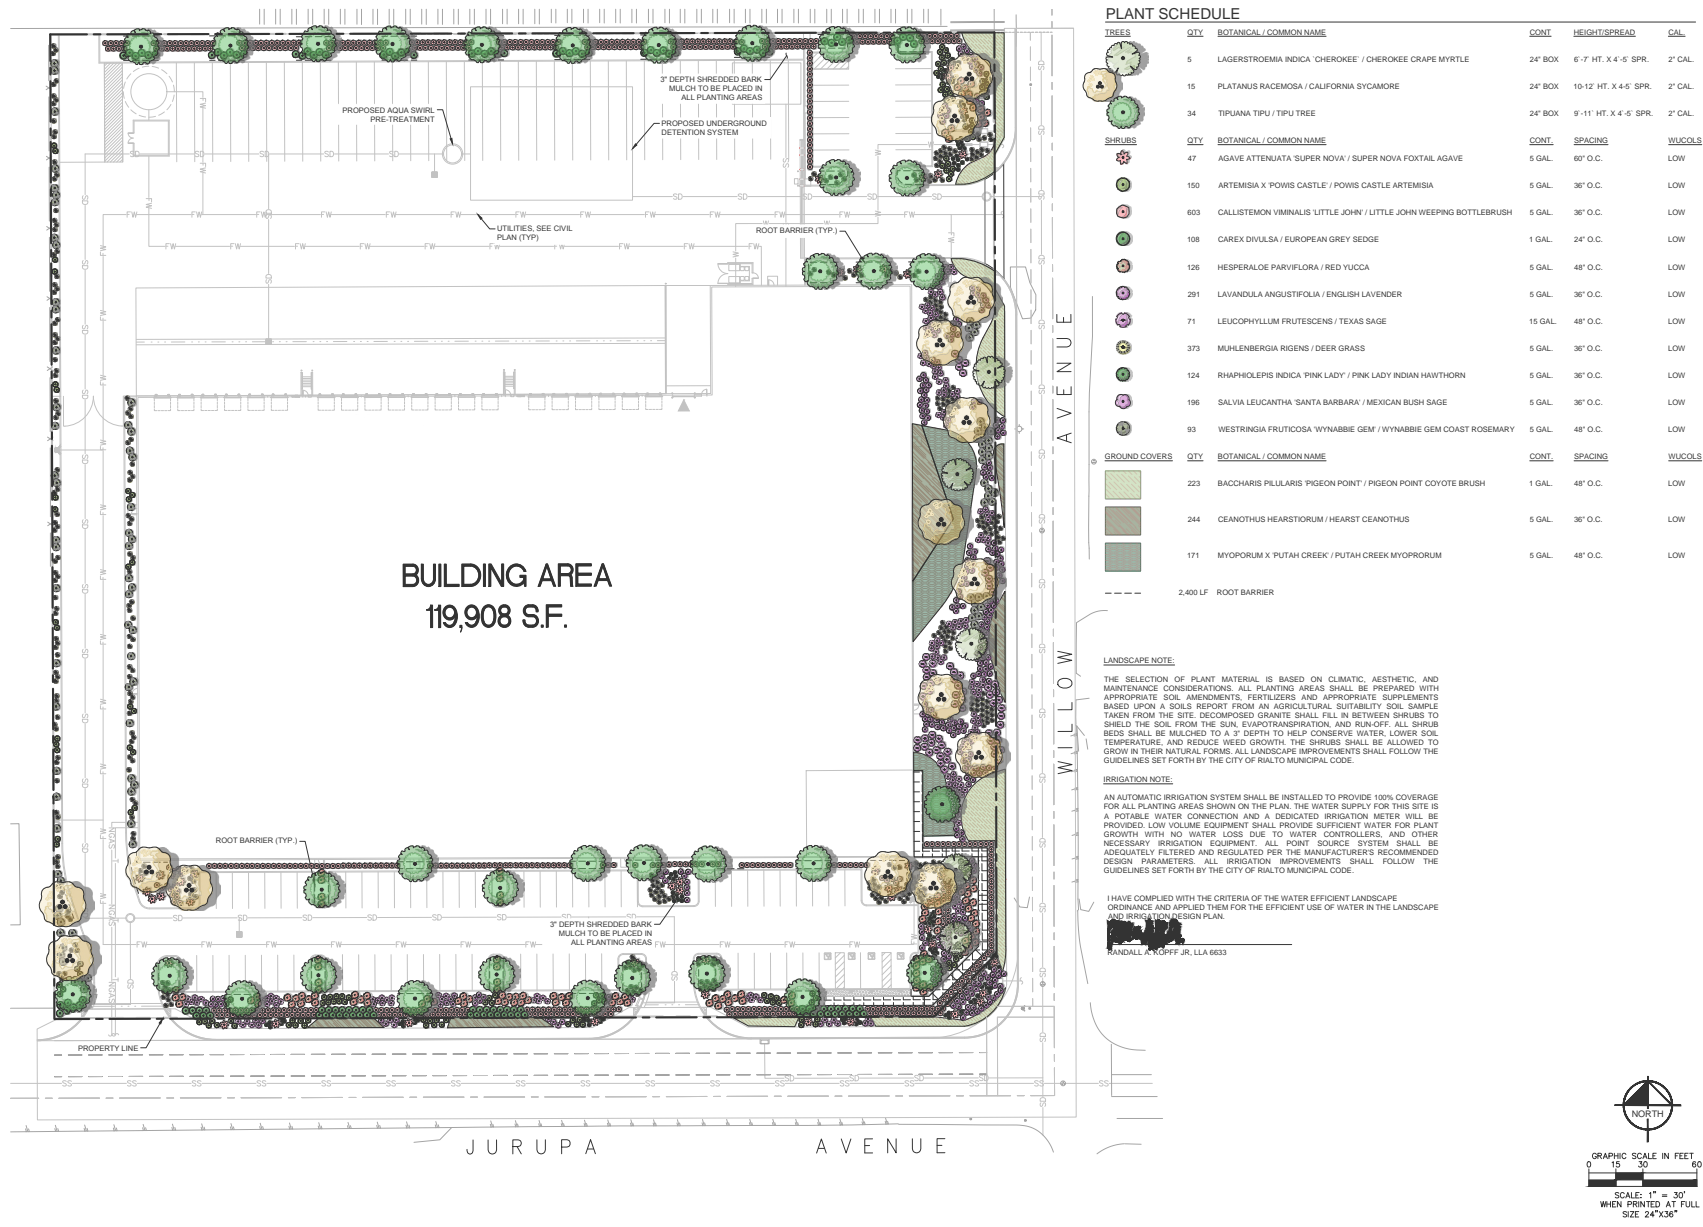 PLANT SCHEDULE
TREES QTY BOTANICAL / COMMON NAME CONT HEIGHT/SPREAD CAL.
5 LAGERSTROEMIA INDICA `CHEROKEE` / CHEROKEE CRAPE MYRTLE 24" BOX 6`-7` HT. X 4`-5` SPR. 2" CAL.
15 PLATANUS RACEMOSA / CALIFORNIA SYCAMORE 24" BOX 10-12` HT. X 4-5` SPR. 2" CAL.
34 TIPUANA TIPU / TIPU TREE 24" BOX 9`-11` HT. X 4`-5` SPR. 2" CAL.
SHRUBS QTY BOTANICAL / COMMON NAME CONT. SPACING WUCOLS
47 AGAVE ATTENUATA 'SUPER NOVA' / SUPER NOVA FOXTAIL AGAVE 5 GAL. 60" O.C. LOW
150 ARTEMISIA X 'POWIS CASTLE' / POWIS CASTLE ARTEMISIA 5 GAL. 36" O.C. LOW
603 CALLISTEMON VIMINALIS 'LITTLE JOHN' / LITTLE JOHN WEEPING BOTTLEBRUSH 5 GAL. 36" O.C. LOW
108 CAREX DIVULSA / EUROPEAN GREY SEDGE 1 GAL. 24" O.C. LOW
126 HESPERALOE PARVIFLORA / RED YUCCA 5 GAL. 48" O.C. LOW
291 LAVANDULA ANGUSTIFOLIA / ENGLISH LAVENDER 5 GAL. 36" O.C. LOW
71 LEUCOPHYLLUM FRUTESCENS / TEXAS SAGE 15 GAL. 48" O.C. LOW
373 MUHLENBERGIA RIGENS / DEER GRASS 5 GAL. 36" O.C. LOW
124 RHAPHIOLEPIS INDICA 'PINK LADY' / PINK LADY INDIAN HAWTHORN 5 GAL. 36" O.C. LOW
196 SALVIA LEUCANTHA 'SANTA BARBARA' / MEXICAN BUSH SAGE 5 GAL. 36" O.C. LOW
93 WESTRINGIA FRUTICOSA 'WYNABBIE GEM' / WYNABBIE GEM COAST ROSEMARY 5 GAL. 48" O.C. LOW
GROUND COVERS QTY BOTANICAL / COMMON NAME CONT. SPACING WUCOLS
223 BACCHARIS PILULARIS 'PIGEON POINT' / PIGEON POINT COYOTE BRUSH 1 GAL. 48" O.C. LOW
244 CEANOTHUS HEARSTIORUM / HEARST CEANOTHUS 5 GAL. 36" O.C. LOW
171 MYOPORUM X 'PUTAH CREEK' / PUTAH CREEK MYOPRORUM 5 GAL. 48" O.C. LOW
2,400 LF ROOT BARRIER
LANDSCAPE NOTE:
THE SELECTION OF PLANT MATERIAL IS BASED ON CLIMATIC, AESTHETIC, AND
MAINTENANCE CONSIDERATIONS. ALL PLANTING AREAS SHALL BE PREPARED WITH
APPROPRIATE SOIL AMENDMENTS, FERTILIZERS AND APPROPRIATE SUPPLEMENTS
BASED UPON A SOILS REPORT FROM AN AGRICULTURAL SUITABILITY SOIL SAMPLE
TAKEN FROM THE SITE. DECOMPOSED GRANITE SHALL FILL IN BETWEEN SHRUBS TO
SHIELD THE SOIL FROM THE SUN, EVAPOTRANSPIRATION, AND RUN-OFF. ALL SHRUB
BEDS SHALL BE MULCHED TO A 3" DEPTH TO HELP CONSERVE WATER, LOWER SOIL
TEMPERATURE, AND REDUCE WEED GROWTH. THE SHRUBS SHALL BE ALLOWED TO
GROW IN THEIR NATURAL FORMS. ALL LANDSCAPE IMPROVEMENTS SHALL FOLLOW THE
GUIDELINES SET FORTH BY THE CITY OF RIALTO MUNICIPAL CODE.
IRRIGATION NOTE:
AN AUTOMATIC IRRIGATION SYSTEM SHALL BE INSTALLED TO PROVIDE 100% COVERAGE
FOR ALL PLANTING AREAS SHOWN ON THE PLAN. THE WATER SUPPLY FOR THIS SITE IS
A POTABLE WATER CONNECTION AND A DEDICATED IRRIGATION METER WILL BE
PROVIDED. LOW VOLUME EQUIPMENT SHALL PROVIDE SUFFICIENT WATER FOR PLANT
GROWTH WITH NO WATER LOSS DUE TO WATER CONTROLLERS, AND OTHER
NECESSARY IRRIGATION EQUIPMENT. ALL POINT SOURCE SYSTEM SHALL BE
ADEQUATELY FILTERED AND REGULATED PER THE MANUFACTURER'S RECOMMENDED
DESIGN PARAMETERS. ALL IRRIGATION IMPROVEMENTS SHALL FOLLOW THE
GUIDELINES SET FORTH BY THE CITY OF RIALTO MUNICIPAL CODE.
I HAVE COMPLIED WITH THE CRITERIA OF THE WATER EFFICIENT LANDSCAPE
ORDINANCE AND APPLIED THEM FOR THE EFFICIENT USE OF WATER IN THE LANDSCAPE
AND IRRIGATION DESIGN PLAN.
RANDALL A. KOPFF JR, LLA 6633
3" DEPTH SHREDDED BARK
MULCH TO BE PLACED IN
ALL PLANTING AREAS
PROPOSED AQUA SWIRL
PRE-TREATMENT
PROPOSED UNDERGROUND
DETENTION SYSTEM
UTILITIES, SEE CIVIL
PLAN (TYP)
ROOT BARRIER (TYP.)
BUILDING AREA
119,908 S.F.
ROOT BARRIER (TYP.)
3" DEPTH SHREDDED BARK
MULCH TO BE PLACED IN
ALL PLANTING AREAS
PROPERTY LINE
WILLOW AVENUE
JURUPA AVENUE
NORTH
GRAPHIC SCALE IN FEET
0 15 30 60
SCALE: 1" = 30'
WHEN PRINTED AT FULL
SIZE 24"X36"